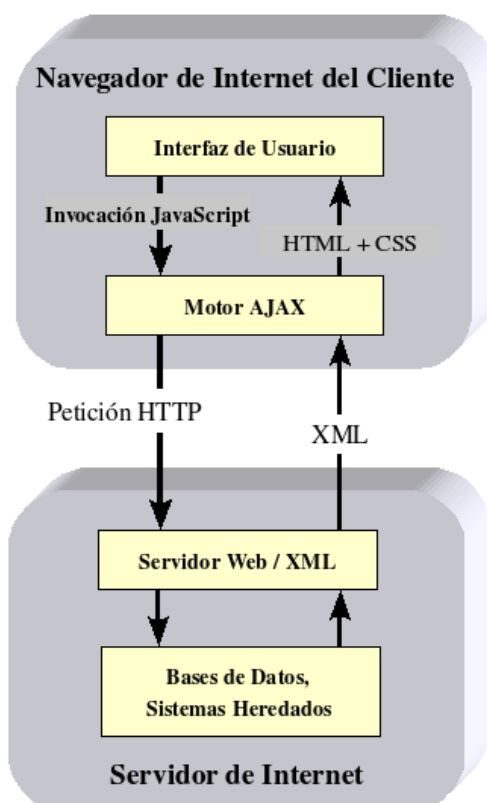 Navegador de Internet del Cliente
Interfaz de Usuario
Invocación JavaScript
HTML + CSS
Motor AJAX
Petición HTTP
XML
Servidor Web / XML
Bases de Datos,
Sistemas Heredados
Servidor de Internet